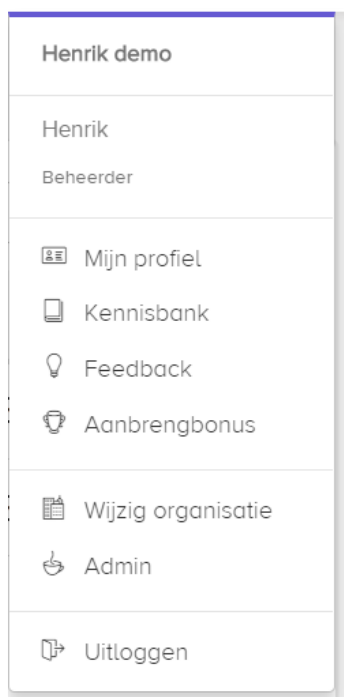 Henrik demo
Henrik
Beheerder
Mijn profiel
Kennisbank
Feedback
Aanbrengbonus
Wijzig organisatie
Admin
Uitloggen